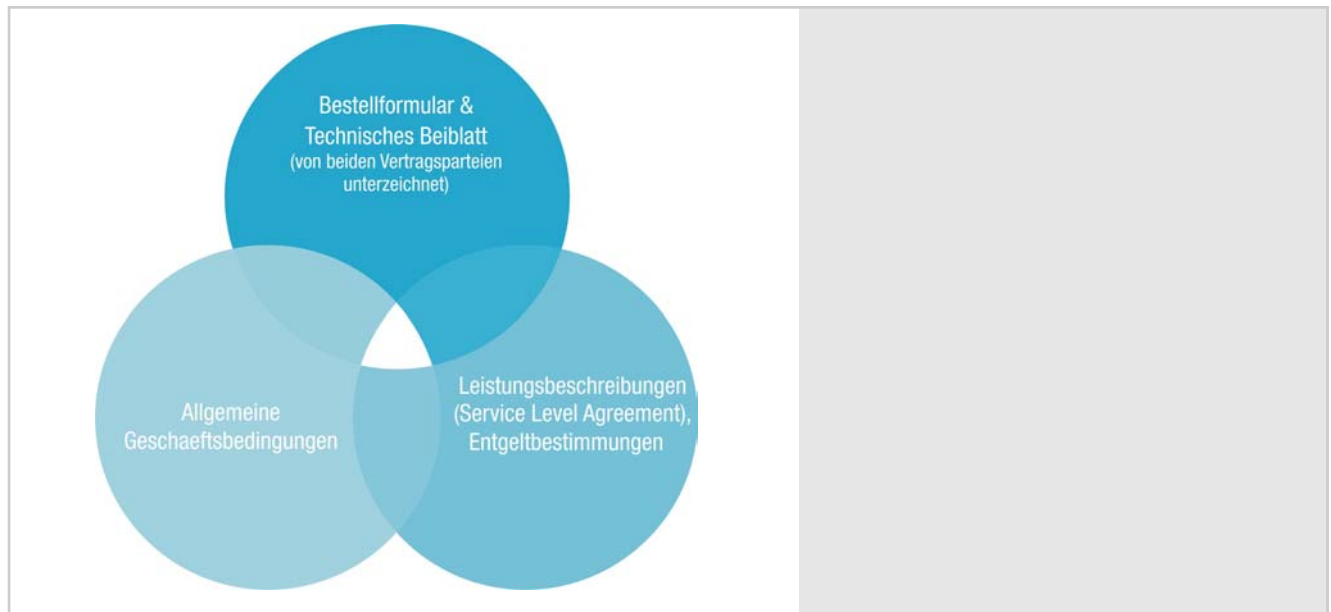 Bestellformular &
Technisches Beiblatt
(von beiden Vertragsparteien
unterzeichnet)
Allgemeine
Geschaeftsbedingungen
Leistungsbeschreibungen
(Service Level Agreement),
Entgeltbestimmungen